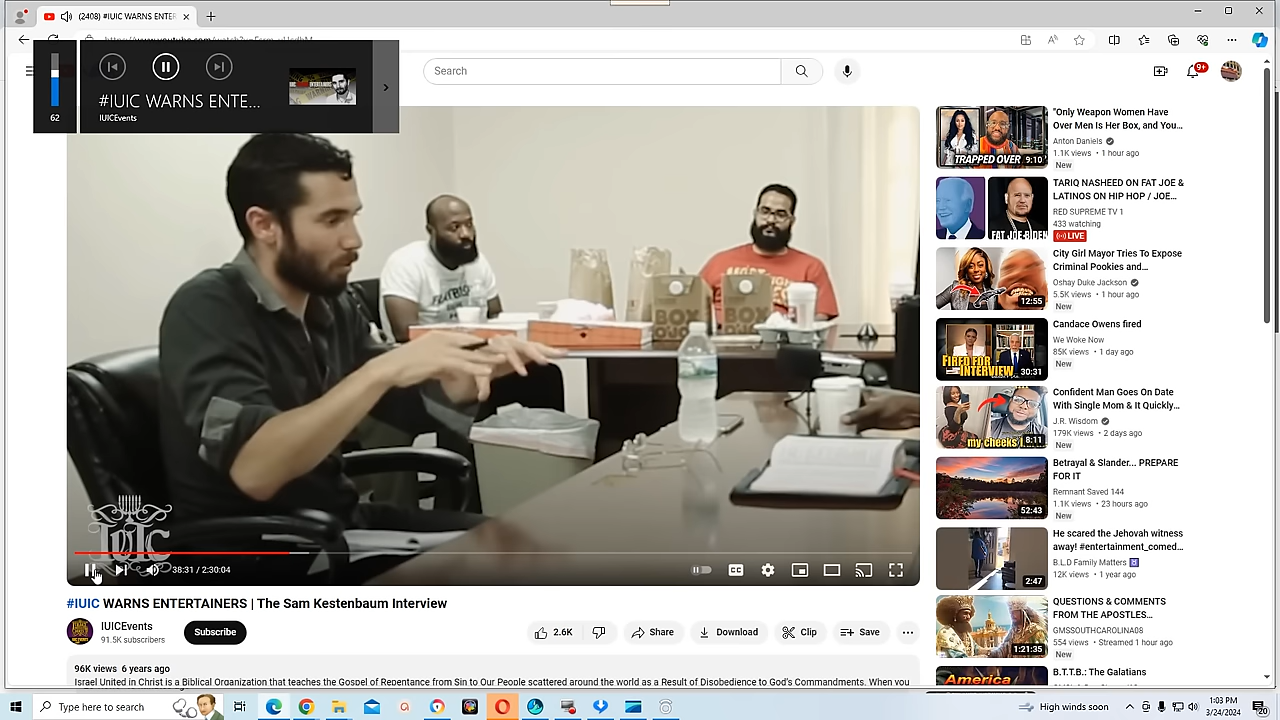 (2408) #IUIC WARNS ENTER
Search
#IUIC WARNS ENTE...
IUICEvents
62
9+
IUIC
38:31 / 2:30:04
CC
#IUIC WARNS ENTERTAINERS | The Sam Kestenbaum Interview
IUICEvents
91.5K subscribers
Subscribe
2.6K
Share
Download
Clip
Save
96K views 6 years ago
Israel United in Christ is a Biblical Organization that teaches the Gospel of Repentance from Sin to Our People scattered around the world as a Result of Disobedience to God's Commandments. When you
TRAPPED OVER
9:10
"Only Weapon Women Have
Over Men Is Her Box, and You...
Anton Daniels
1.1K views • 1 hour ago
New
FAT JOE BIDEN
TARIQ NASHEED ON FAT JOE &
LATINOS ON HIP HOP / JOE...
RED SUPREME TV 1
433 watching
LIVE
12:55
City Girl Mayor Tries To Expose
Criminal Pookies and...
Oshay Duke Jackson
5.5K views • 1 hour ago
New
FIRED FOR
INTERVIEW
30:31
Candace Owens fired
We Woke Now
85K views • 1 day ago
New
my cheeks
8:11
Confident Man Goes On Date
With Single Mom & It Quickly...
J.R. Wisdom
179K views • 2 days ago
New
52:43
Betrayal & Slander... PREPARE
FOR IT
Remnant Saved 144
1.1K views • 23 hours ago
New
2:47
He scared the Jehovah witness
away! #entertainment_comed...
B.L.D Family Matters
12K views • 1 year ago
1:21:35
QUESTIONS & COMMENTS
FROM THE APOSTLES...
GMSSOUTHCAROLINA08
554 views • Streamed 1 hour ago
New
America
B.T.T.B.: The Galatians
Type here to search
High winds soon
1:03 PM
3/24/2024
20